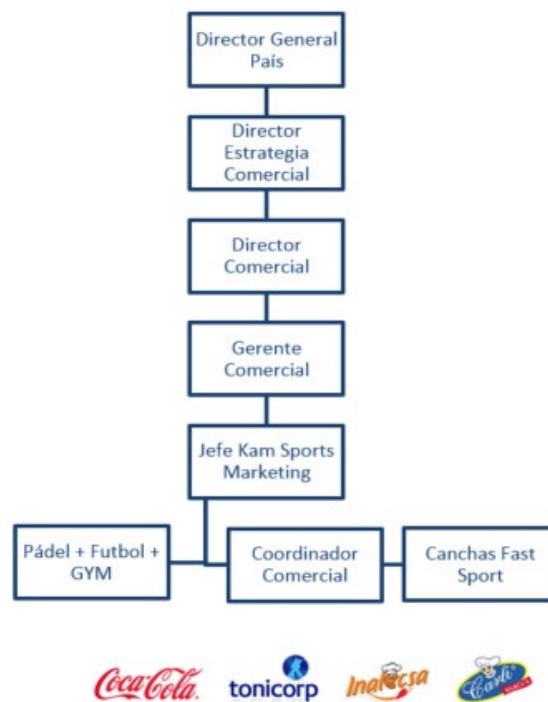 Director General
País
Director
Estrategia
Comercial
Director
Comercial
Gerente
Comercial
Jefe Kam Sports
Marketing
Pádel + Futbol +
GYM
Coordinador
Comercial
Canchas Fast
Sport
Coca-Cola
tonicorp
Inalecsa
Carli